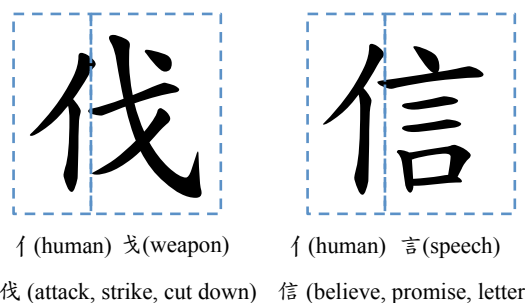 伐 信
亻(human) 戈(weapon) 亻(human) 言(speech)
伐 (attack, strike, cut down) 信 (believe, promise, letter